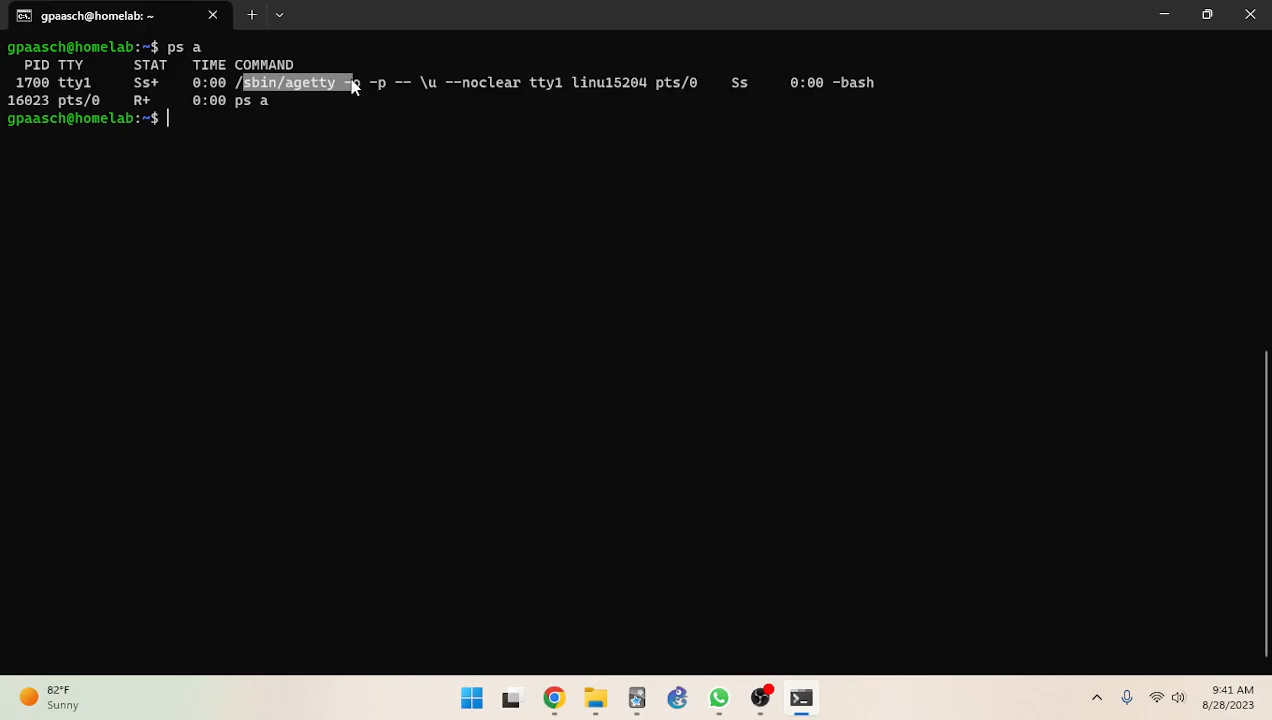 gpaasch@homelab: ~
gpaasch@homelab:~$ ps a
PID TTY STAT TIME COMMAND
1700 tty1 Ss+ 0:00 /sbin/agetty -o -p -- \u --noclear tty1 linu15204 pts/0 Ss 0:00 -bash
16023 pts/0 R+ 0:00 ps a
gpaasch@homelab:~$
82°F
Sunny
9:41 AM
8/28/2023